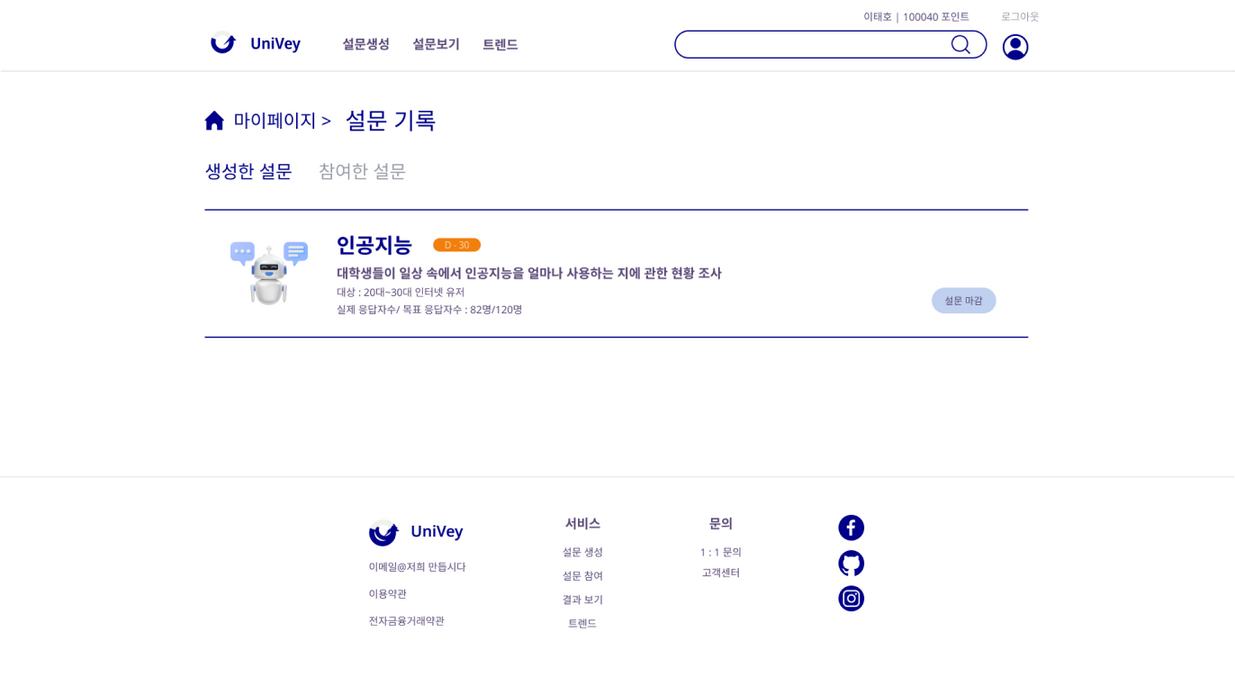 이태호 | 100040 포인트 로그아웃
UniVey 설문생성 설문보기 트렌드
마이페이지 > 설문 기록
생성한 설문 참여한 설문
인공지능 D - 30
대학생들이 일상 속에서 인공지능을 얼마나 사용하는 지에 관한 현황 조사
대상 : 20대~30대 인터넷 유저
실제 응답자수/ 목표 응답자수 : 82명/120명
설문 마감
UniVey
이메일@저희 만듭시다
이용약관
전자금융거래약관
서비스
설문 생성
설문 참여
결과 보기
트렌드
문의
1 : 1 문의
고객센터